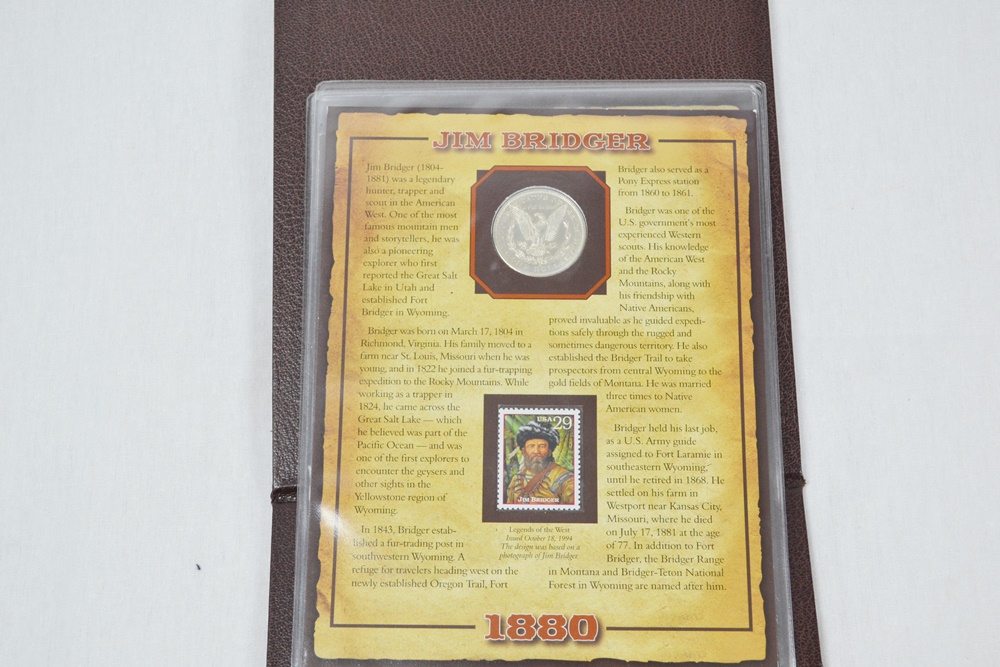 JIM BRIDGER
Jim Bridger (1804–
1881) was a legendary
hunter, trapper and
scout in the American
West. One of the most
famous mountain men
and storytellers, he was
also a pioneering
explorer who first
reported the Great Salt
Lake in Utah and
established Fort
Bridger in Wyoming.
Bridger was born on March 17, 1804 in
Richmond, Virginia. His family moved to a
farm near St. Louis, Missouri when he was
young, and in 1822 he joined a fur-trapping
expedition to the Rocky Mountains. While
working as a trapper in
1824, he came across the
Great Salt Lake — which
he believed was part of the
Pacific Ocean — and was
one of the first explorers to
encounter the geysers and
other sights in the
Yellowstone region of
Wyoming.
In 1843, Bridger estab-
lished a fur-trading post in
southwestern Wyoming. A
refuge for travelers heading west on the
newly established Oregon Trail, Fort
Bridger also served as a
Pony Express station
from 1860 to 1861.
Bridger was one of the
U.S. government's most
experienced Western
scouts. His knowledge
of the American West
and the Rocky
Mountains, along with
his friendship with
Native Americans,
proved invaluable as he guided expedi-
tions safely through the rugged and
sometimes dangerous territory. He also
established the Bridger Trail to take
prospectors from central Wyoming to the
gold fields of Montana. He was married
three times to Native
American women.
Bridger held his last job,
as a U.S. Army guide
assigned to Fort Laramie in
southeastern Wyoming,
until he retired in 1868. He
settled on his farm in
Westport near Kansas City,
Missouri, where he died
on July 17, 1881 at the age
of 77. In addition to Fort
Bridger, the Bridger Range
in Montana and Bridger-Teton National
Forest in Wyoming are named after him.
USA 29
JIM BRIDGER
Legends of the West
Issued October 18, 1994
The design was based on a
photograph of Jim Bridger.
1880